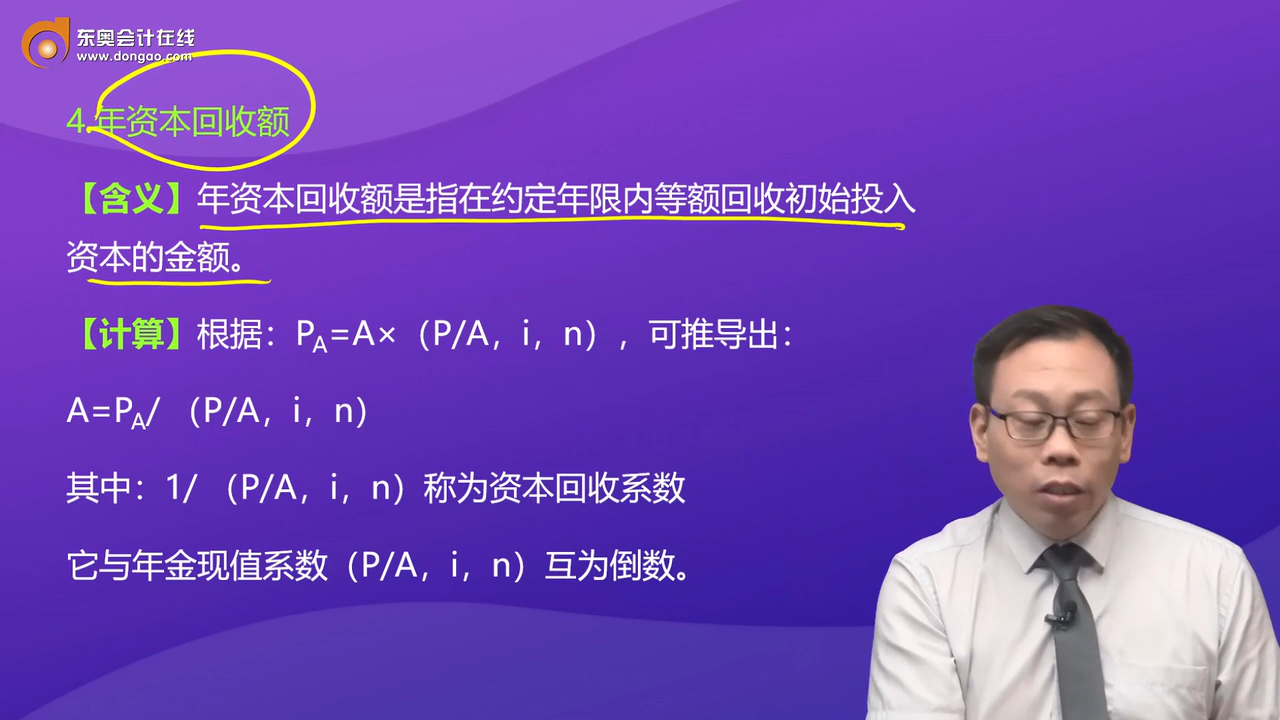 东奥会计在线
www.dongao.com
4.年资本回收额
【含义】年资本回收额是指在约定年限内等额回收初始投入
资本的金额。
【计算】根据：PA=A×（P/A，i，n），可推导出：
A=PA/（P/A，i，n）
其中：1/（P/A，i，n）称为资本回收系数
它与年金现值系数（P/A，i，n）互为倒数。